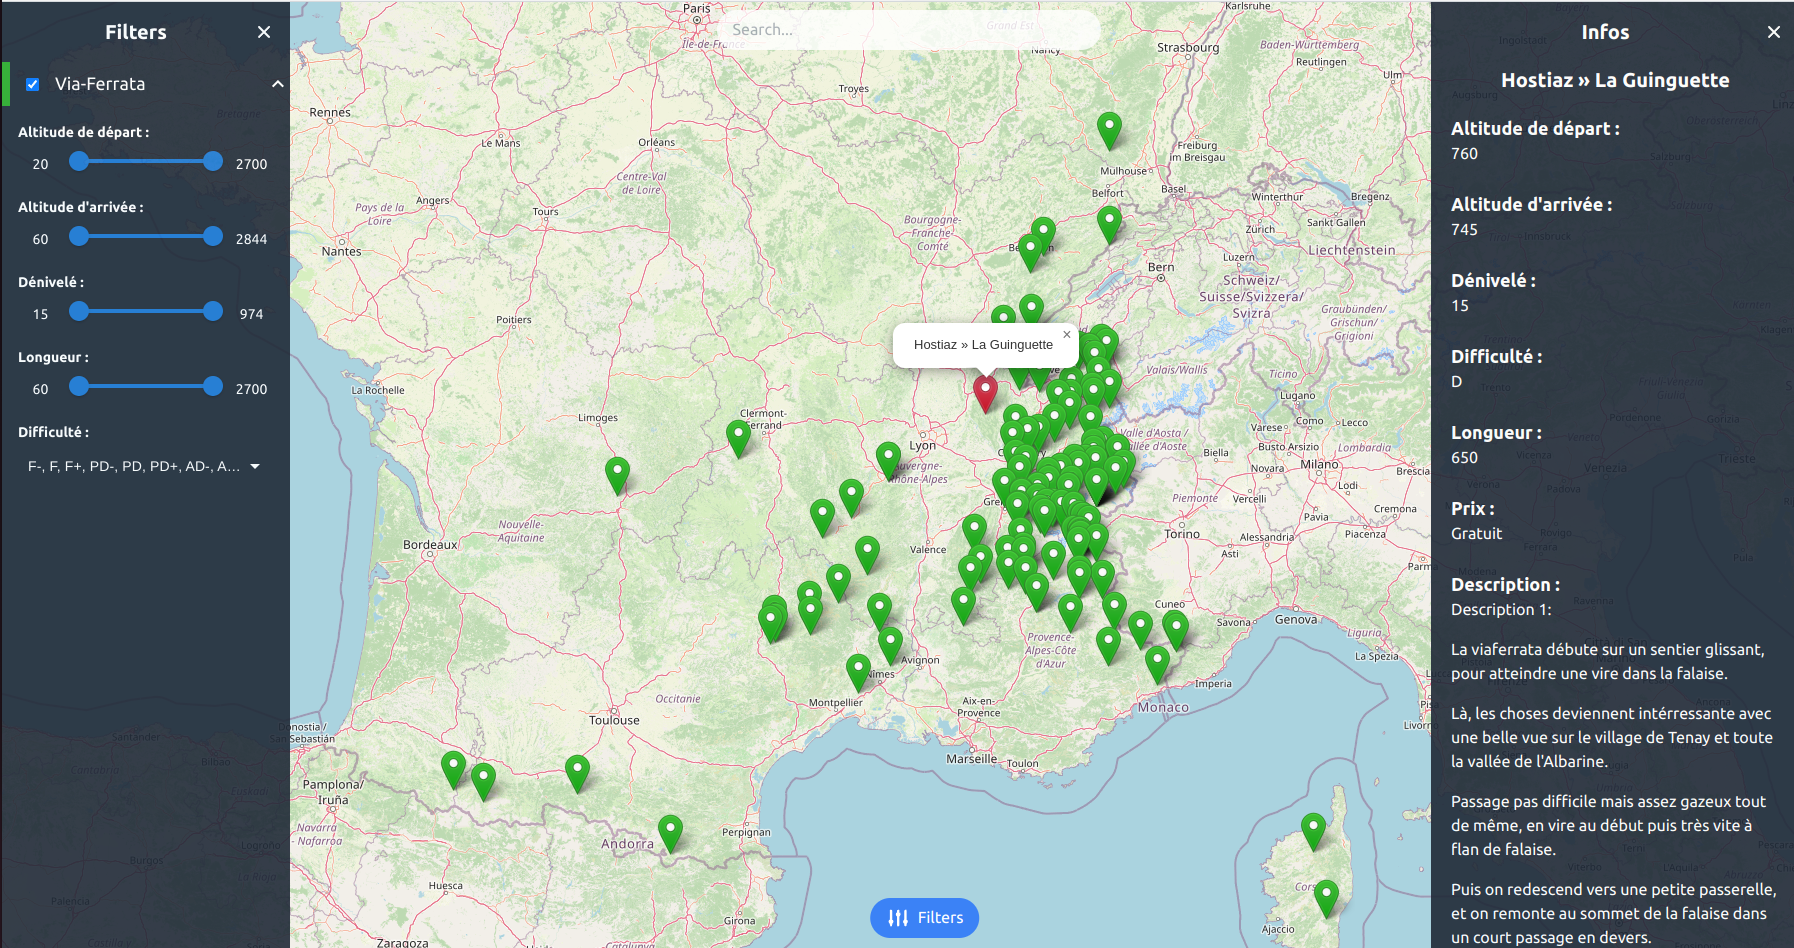 Filters
Via-Ferrata
Altitude de départ :
20
2700
Altitude d'arrivée :
60
2844
Dénivelé :
15
974
Longueur :
60
2700
Difficulté :
F-, F, F+, PD-, PD, PD+, AD-, A...
Search...
Paris
Île-de-France
Grand Est
Nancy
Karlsruhe
Strasbourg
Baden-Württemberg
Reutlingen
Ulm
Troyes
Rennes
Le Mans
Orléans
Freiburg
im Breisgau
Mulhouse
Centre-Val
de Loire
Angers
Pays de la
Loire
Tours
Belfort
Basel
Winterthur
Bregenz
Bourgogne-
Franche-
Comté
Zürich
Sankt Gallen
Nantes
Luzern
Liechtenstein
Bern
Schweiz/
Suisse/Svizzera/
Svizra
Graubünden/
Grischun/
Grigioni
Poitiers
Hostiaz » La Guinguette
×
Valais/Wallis
Ticino
La Rochelle
Lugano
Limoges
Clermont-
Ferrand
Lyon
Valle d'Aosta /
Vallée d'Aoste
Varese
Como
Lecco
Busto Arsizio
Lombardia
Biella
Novara
Milano
Brescia
Auvergne-
Rhône-Alpes
Lodi
Piemonte
Vercelli
Pavia
Cremona
Nouvelle-
Aquitaine
Bordeaux
Valence
Torino
Alessandria
Piacenza
Asti
Parm
Cuneo
Savona
Genova
Liguria
La Spezia
Provence-
Alpes-Côte
d'Azur
Avignon
Nîmes
Imperia
Occitanie
Montpellier
Aix-en-
Provence
Monaco
Toulouse
Donostia /
San Sebastián
Marseille
Toulon
Livorn
Pamplona/
Iruña
Navarra
- Nafarroa
Perpignan
Andorra
Huesca
Girona
Zaragoza
Cors
Ajaccio
Filters
Infos
Hostiaz » La Guinguette
Altitude de départ :
760
Altitude d'arrivée :
745
Dénivelé :
15
Difficulté :
D
Longueur :
650
Prix :
Gratuit
Description :
Description 1:
La viaferrata débute sur un sentier glissant,
pour atteindre une vire dans la falaise.
Là, les choses deviennent intérressante avec
une belle vue sur le village de Tenay et toute
la vallée de l'Albarine.
Passage pas difficile mais assez gazeux tout
de même, en vire au début puis très vite à
flan de falaise.
Puis on redescend vers une petite passerelle,
et on remonte au sommet de la falaise dans
un court passage en devers.